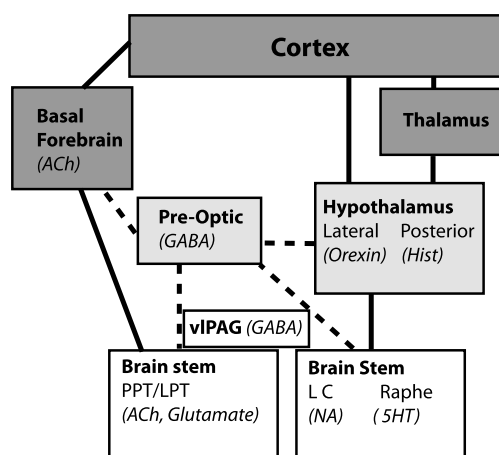 Cortex
Basal
Forebrain
(ACh)
Thalamus
Pre-Optic
(GABA)
Hypothalamus
Lateral Posterior
(Orexin) (Hist)
vlPAG (GABA)
Brain stem
PPT/LPT
(ACh, Glutamate)
Brain Stem
L C Raphe
(NA) ( 5HT)